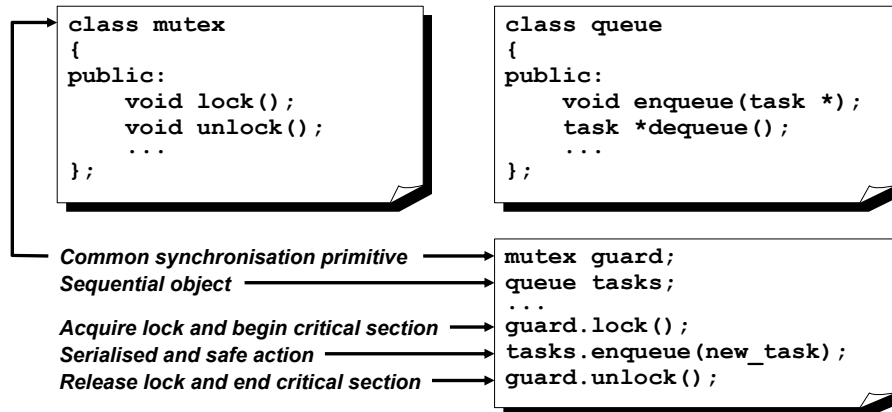 class mutex
{
public:
    void lock();
    void unlock();
    ...
};
class queue
{
public:
    void enqueue(task *);
    task *dequeue();
    ...
};
Common synchronisation primitive
Sequential object
Acquire lock and begin critical section
Serialised and safe action
Release lock and end critical section
mutex guard;
queue tasks;
...
guard.lock();
tasks.enqueue(new_task);
guard.unlock();